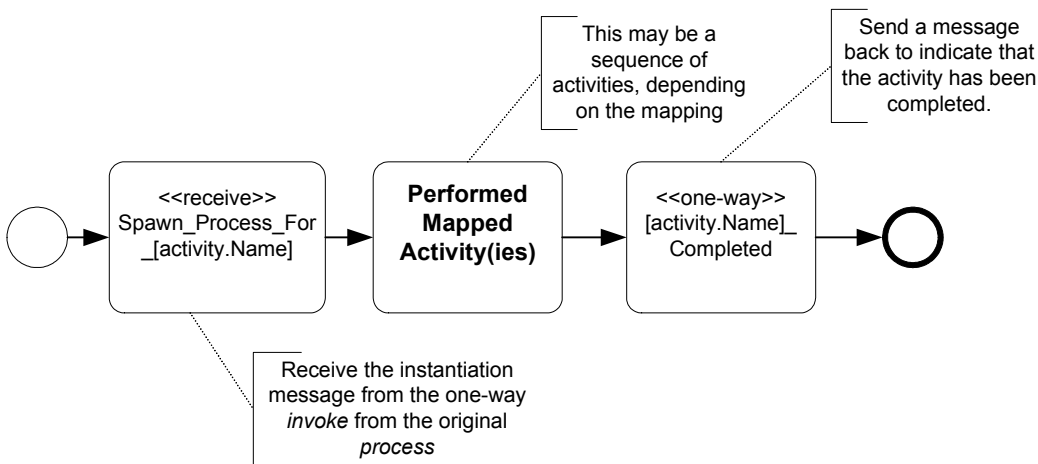 This may be a
sequence of
activities, depending
on the mapping
Send a message
back to indicate that
the activity has been
completed.
<<receive>>
Spawn_Process_For
_[activity.Name]
Performed
Mapped
Activity(ies)
<<one-way>>
[activity.Name]_
Completed
Receive the instantiation
message from the one-way
invoke from the original
process